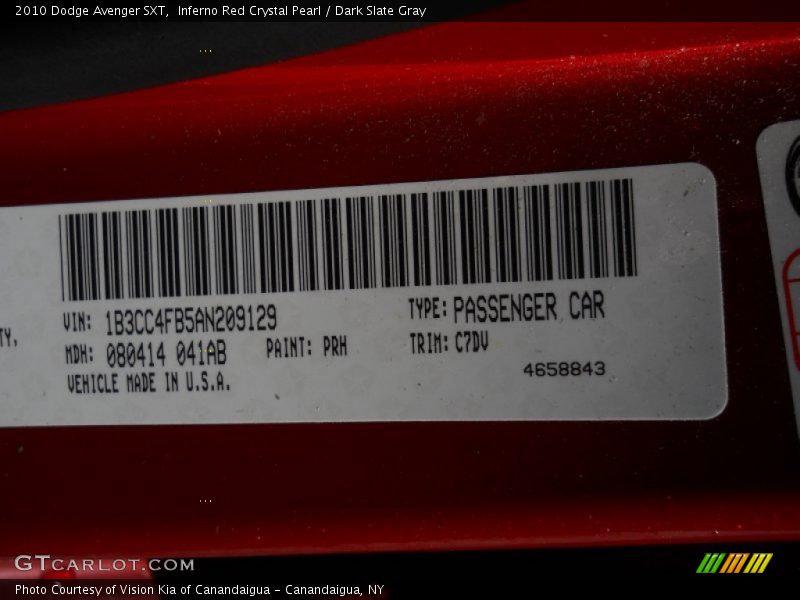 2010 Dodge Avenger SXT, Inferno Red Crystal Pearl / Dark Slate Gray
TY.
VIN: 1B3CC4FB5AN209129
TYPE: PASSENGER CAR
MDH: 080414 041AB
PAINT: PRH
TRIM: C7DV
VEHICLE MADE IN U.S.A.
4658843
GTCARLOT.COM
Photo Courtesy of Vision Kia of Canandaigua - Canandaigua, NY